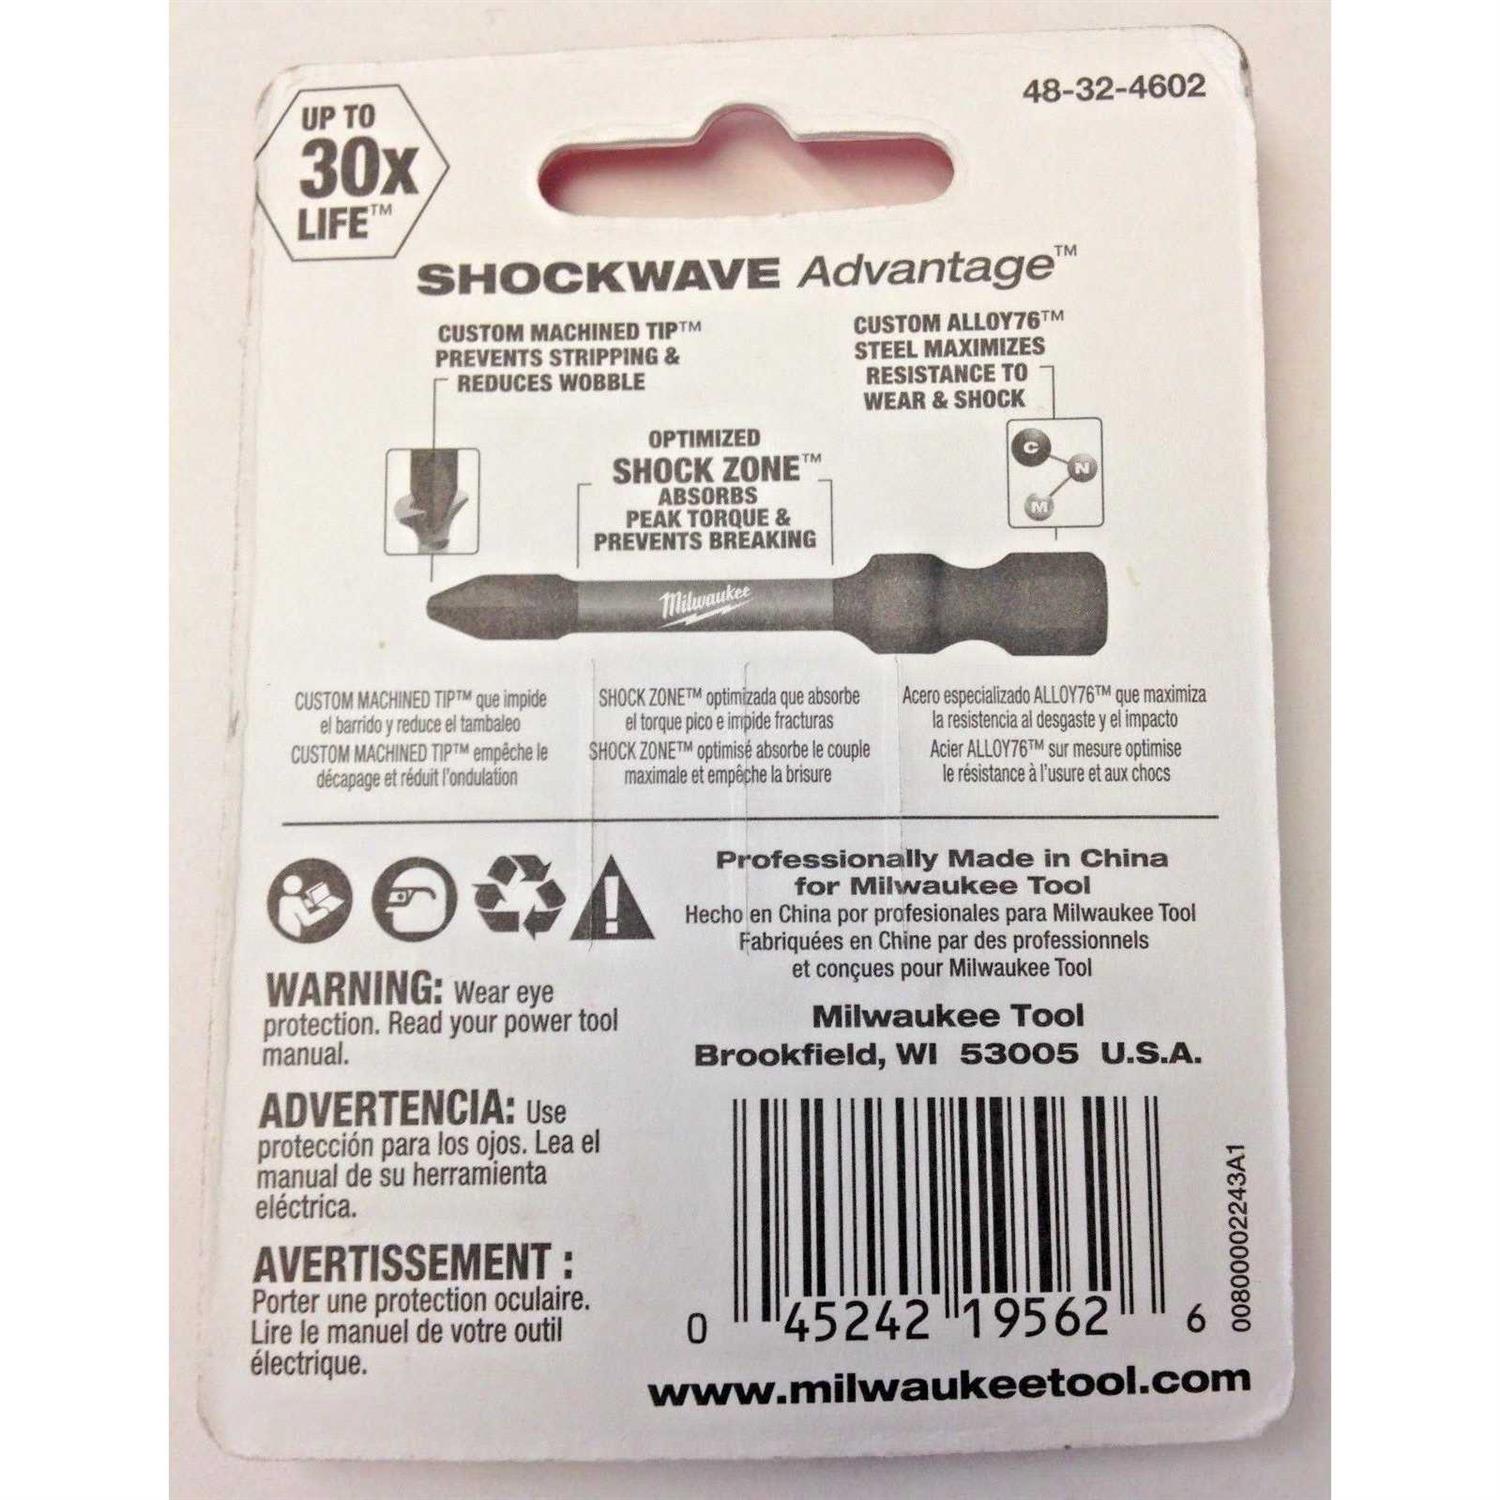 UP TO
30x
LIFE™
48-32-4602
SHOCKWAVE Advantage™
CUSTOM MACHINED TIP™
PREVENTS STRIPPING &
REDUCES WOBBLE
CUSTOM ALLOY76™
STEEL MAXIMIZES
RESISTANCE TO
WEAR & SHOCK
OPTIMIZED
SHOCK ZONE™
ABSORBS
PEAK TORQUE &
PREVENTS BREAKING
C
N
M
Milwaukee
CUSTOM MACHINED TIP™ que impide
el barrido y reduce el tambaleo
CUSTOM MACHINED TIP™ empêche le
décapage et réduit l'ondulation
SHOCK ZONE™ optimizada que absorbe
el torque pico e impide fracturas
SHOCK ZONE™ optimisé absorbe le couple
maximale et empêche la brisure
Acero especializado ALLOY76™ que maximiza
la resistencia al desgaste y el impacto
Acier ALLOY76™ sur mesure optimise
le résistance à l'usure et aux chocs
WARNING: Wear eye
protection. Read your power tool
manual.
ADVERTENCIA: Use
protección para los ojos. Lea el
manual de su herramienta
eléctrica.
AVERTISSEMENT :
Porter une protection oculaire.
Lire le manuel de votre outil
électrique.
Professionally Made in China
for Milwaukee Tool
Hecho en China por profesionales para Milwaukee Tool
Fabriquées en Chine par des professionnels
et conçues pour Milwaukee Tool
Milwaukee Tool
Brookfield, WI 53005 U.S.A.
0 45242 19562 6
0080002243A1
www.milwaukeetool.com